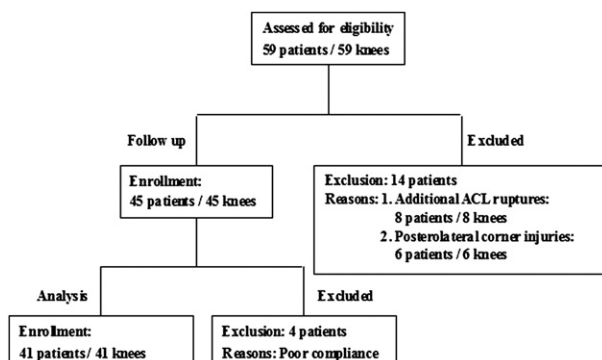 Assessed for eligibility
59 patients / 59 knees
Follow up
Excluded
Enrollment:
45 patients / 45 knees
Exclusion: 14 patients
Reasons: 1. Additional ACL ruptures:
8 patients / 8 knees
2. Posterolateral corner injuries:
6 patients / 6 knees
Analysis
Excluded
Enrollment:
41 patients / 41 knees
Exclusion: 4 patients
Reasons: Poor compliance